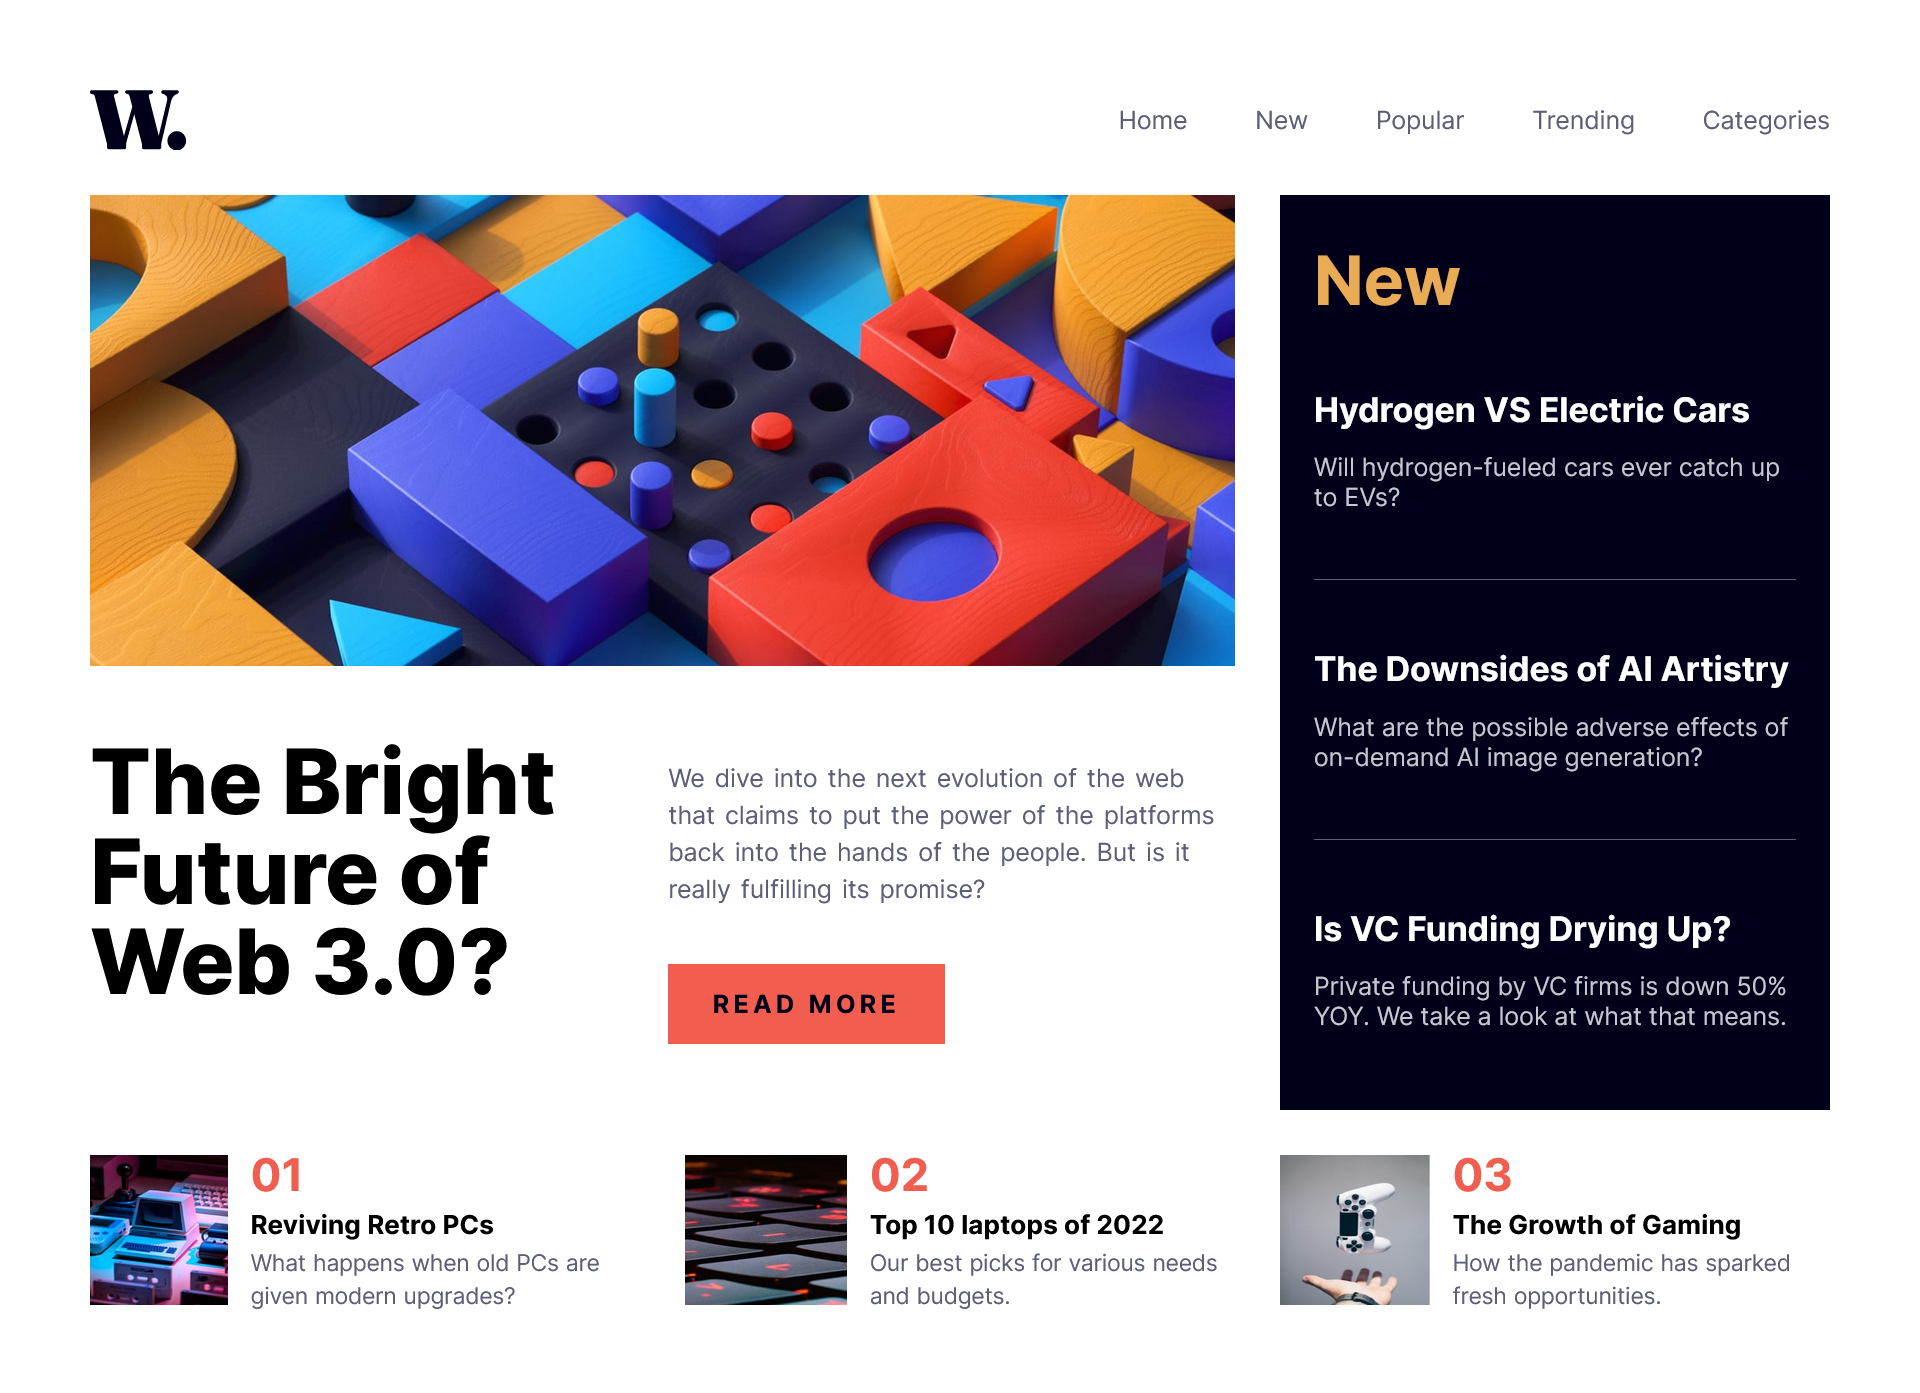 W.
Home New Popular Trending Categories
New
Hydrogen VS Electric Cars
Will hydrogen-fueled cars ever catch up
to EVs?
The Downsides of AI Artistry
What are the possible adverse effects of
on-demand AI image generation?
Is VC Funding Drying Up?
Private funding by VC firms is down 50%
YOY. We take a look at what that means.
The Bright
Future of
Web 3.0?
We dive into the next evolution of the web
that claims to put the power of the platforms
back into the hands of the people. But is it
really fulfilling its promise?
READ MORE
01
Reviving Retro PCs
What happens when old PCs are
given modern upgrades?
02
Top 10 laptops of 2022
Our best picks for various needs
and budgets.
03
The Growth of Gaming
How the pandemic has sparked
fresh opportunities.